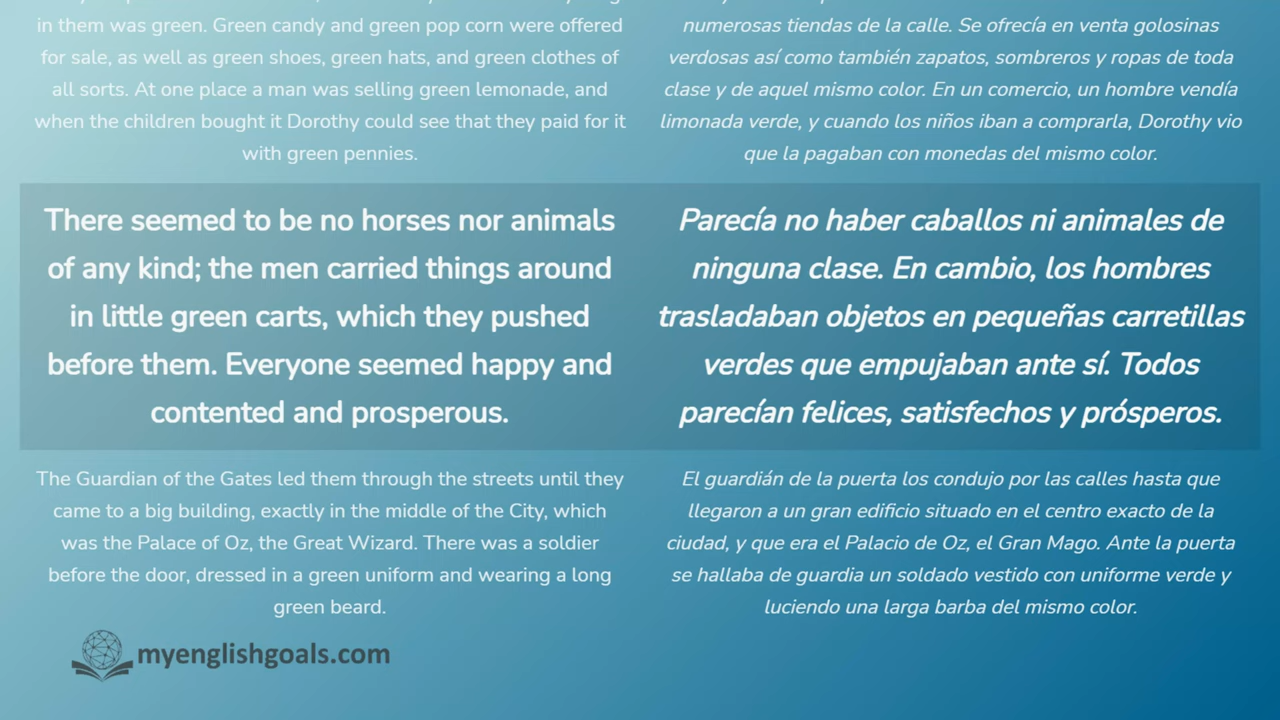 in them was green. Green candy and green pop corn were offered
for sale, as well as green shoes, green hats, and green clothes of
all sorts. At one place a man was selling green lemonade, and
when the children bought it Dorothy could see that they paid for it
with green pennies.
There seemed to be no horses nor animals
of any kind; the men carried things around
in little green carts, which they pushed
before them. Everyone seemed happy and
contented and prosperous.
The Guardian of the Gates led them through the streets until they
came to a big building, exactly in the middle of the City, which
was the Palace of Oz, the Great Wizard. There was a soldier
before the door, dressed in a green uniform and wearing a long
green beard.
numerosas tiendas de la calle. Se ofrecía en venta golosinas
verdosas así como también zapatos, sombreros y ropas de toda
clase y de aquel mismo color. En un comercio, un hombre vendía
limonada verde, y cuando los niños iban a comprarla, Dorothy vio
que la pagaban con monedas del mismo color.
Parecía no haber caballos ni animales de
ninguna clase. En cambio, los hombres
trasladaban objetos en pequeñas carretillas
verdes que empujaban ante sí. Todos
parecían felices, satisfechos y prósperos.
El guardián de la puerta los condujo por las calles hasta que
llegaron a un gran edificio situado en el centro exacto de la
ciudad, y que era el Palacio de Oz, el Gran Mago. Ante la puerta
se hallaba de guardia un soldado vestido con uniforme verde y
luciendo una larga barba del mismo color.
myenglishgoals.com